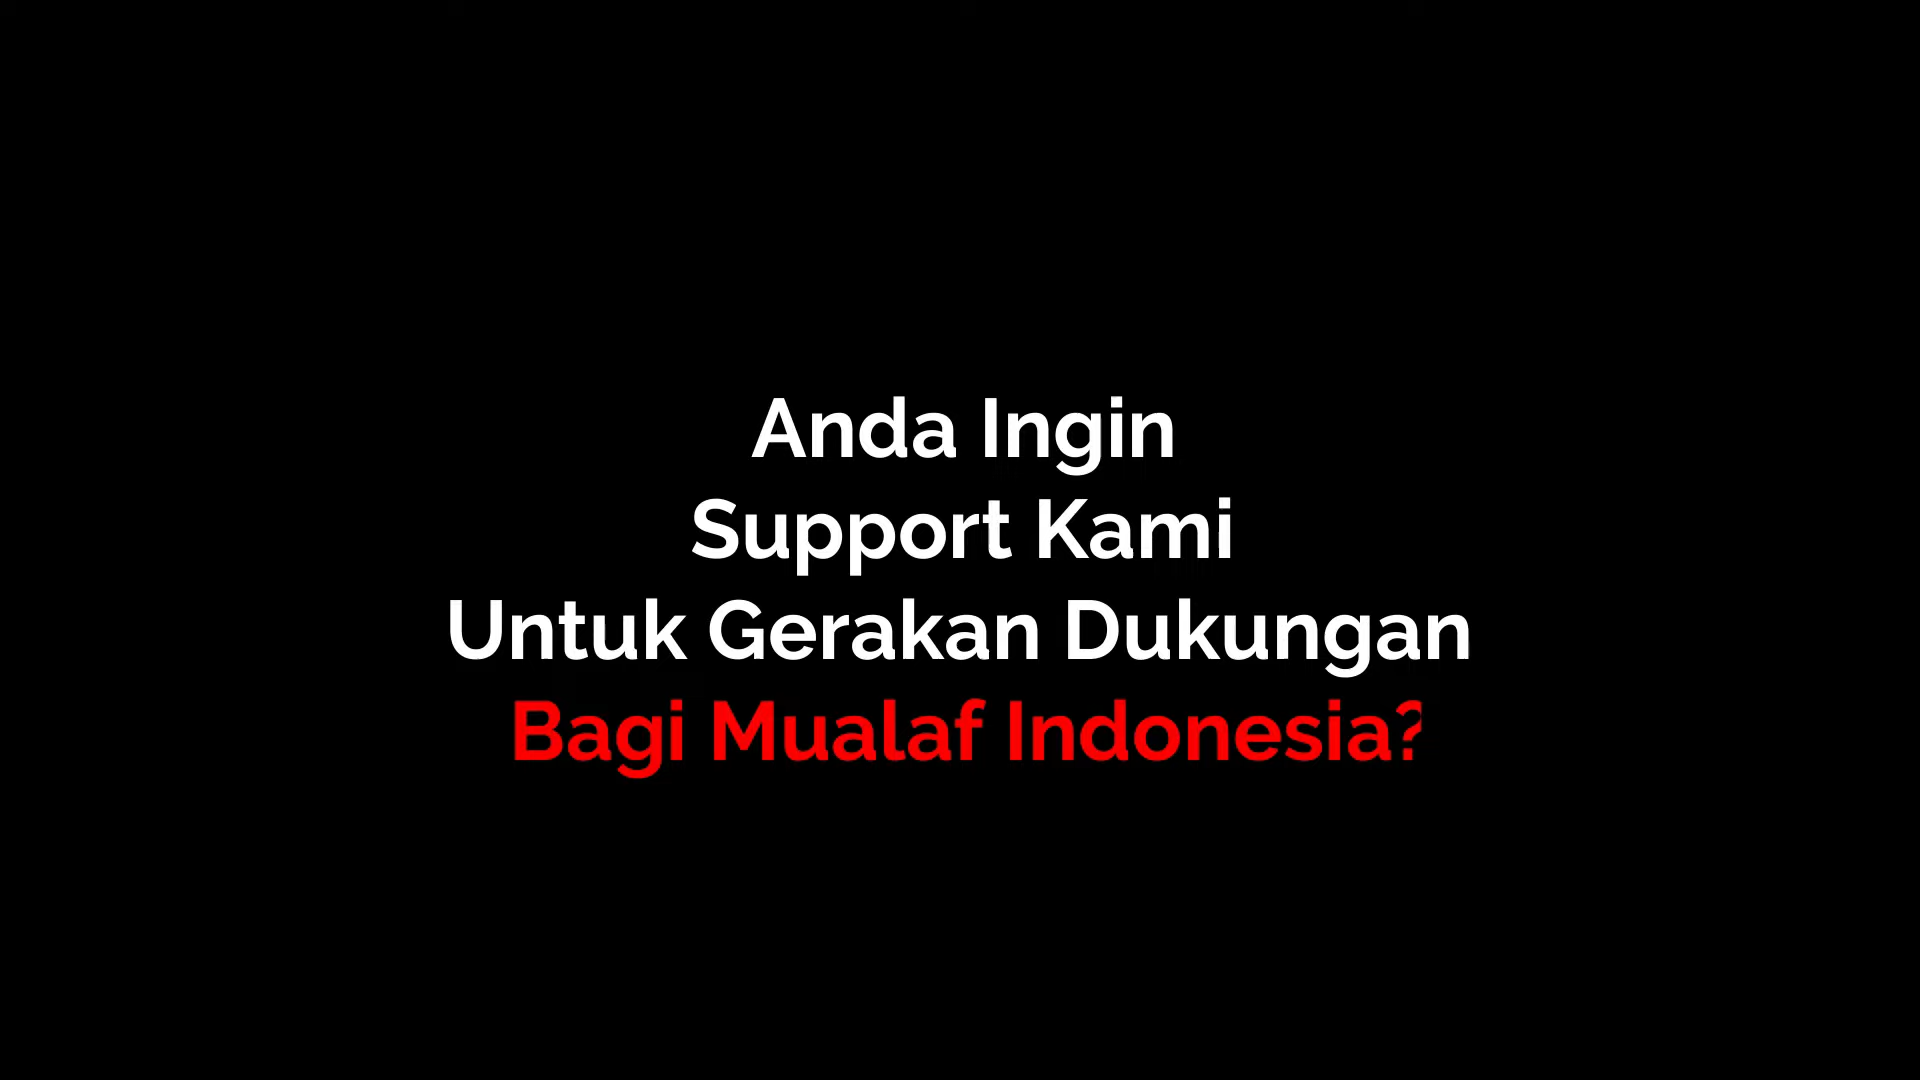 Anda Ingin
Support Kami
Untuk Gerakan Dukungan
Bagi Mualaf Indonesia?